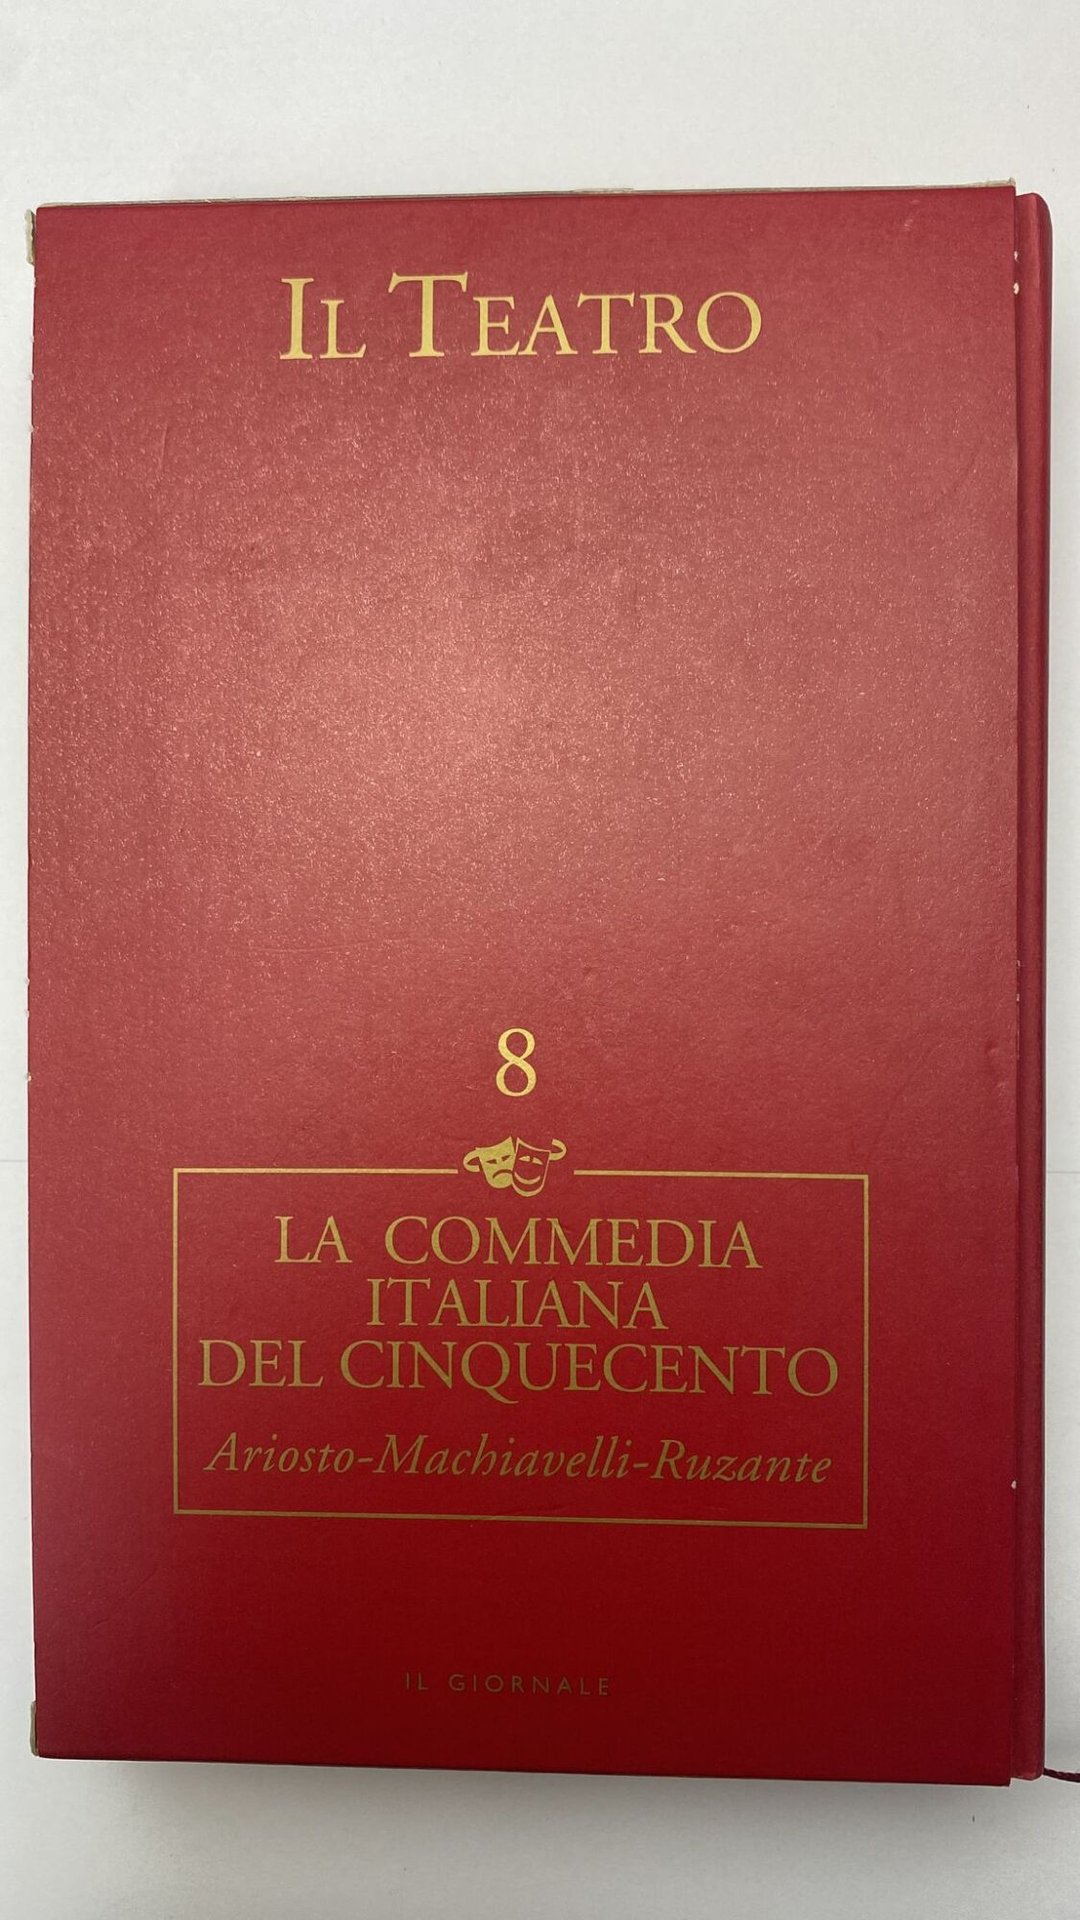 IL TEATRO
8
LA COMMEDIA
ITALIANA
DEL CINQUECENTO
Ariosto-Machiavelli-Ruzante
IL GIORNALE